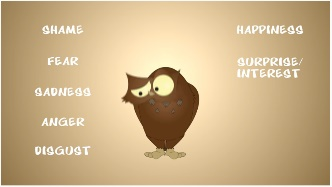 SHAME
FEAR
SADNESS
ANGER
DISGUST
HAPPINESS
SURPRISE/
INTEREST